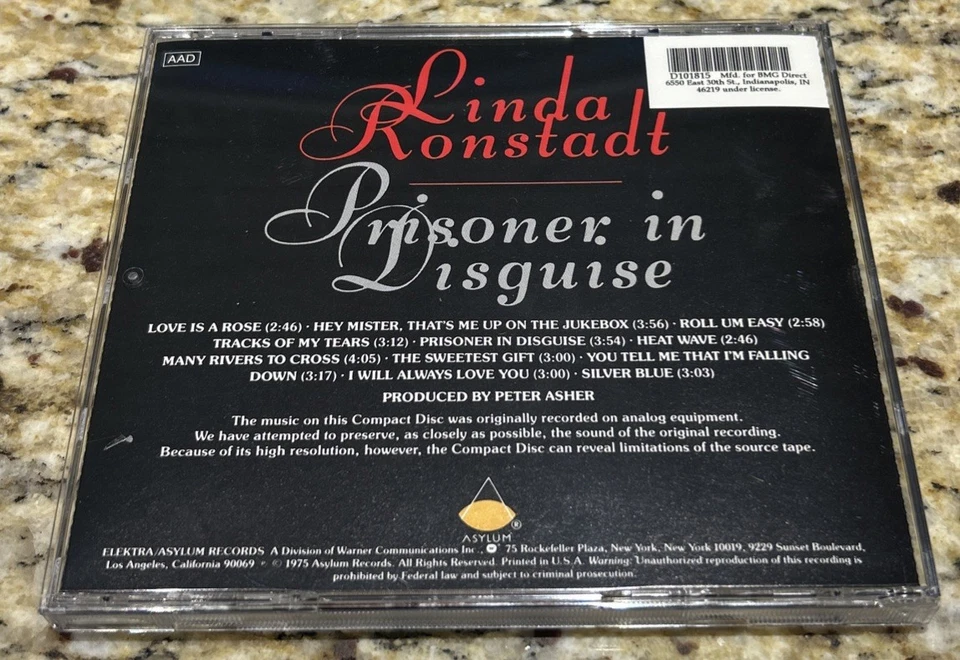 AAD
D101815 Mfd. for BMG Direct
6550 East 30th St., Indianapolis, IN
46219 under license.
Linda
Ronstadt
Prisoner in
Disguise
LOVE IS A ROSE (2:46) · HEY MISTER, THAT'S ME UP ON THE JUKEBOX (3:56) · ROLL UM EASY (2:58)
TRACKS OF MY TEARS (3:12) · PRISONER IN DISGUISE (3:54) · HEAT WAVE (2:46)
MANY RIVERS TO CROSS (4:05) · THE SWEETEST GIFT (3:00) · YOU TELL ME THAT I'M FALLING
DOWN (3:17) · I WILL ALWAYS LOVE YOU (3:00) · SILVER BLUE (3:03)
PRODUCED BY PETER ASHER
The music on this Compact Disc was originally recorded on analog equipment.
We have attempted to preserve, as closely as possible, the sound of the original recording.
Because of its high resolution, however, the Compact Disc can reveal limitations of the source tape.
®
ASYLUM
ELEKTRA/ASYLUM RECORDS A Division of Warner Communications Inc., 75 Rockefeller Plaza, New York, New York 10019, 9229 Sunset Boulevard,
Los Angeles, California 90069 ℗ © 1975 Asylum Records. All Rights Reserved. Printed in U.S.A. Warning: Unauthorized reproduction of this recording is
prohibited by Federal law and subject to criminal prosecution.